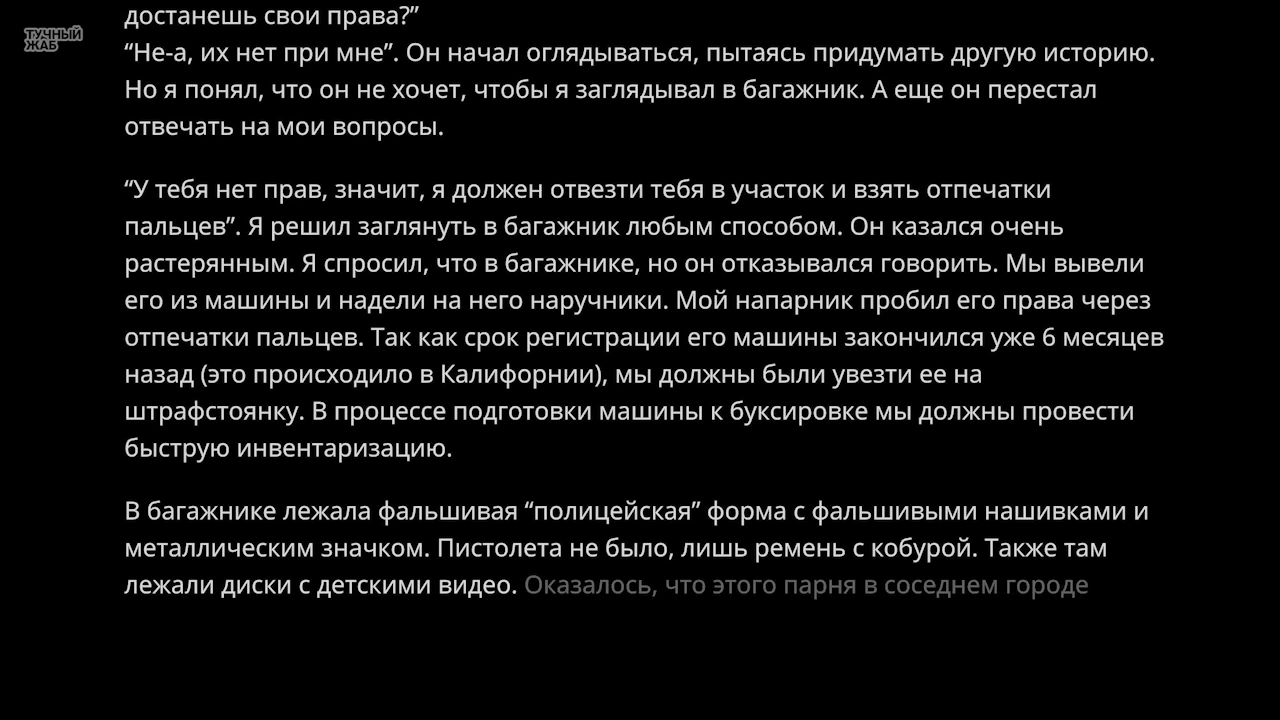 ТУЧНЫЙ
ЖАБ
достанешь свои права?”
“Не-а, их нет при мне”. Он начал оглядываться, пытаясь придумать другую историю.
Но я понял, что он не хочет, чтобы я заглядывал в багажник. А еще он перестал
отвечать на мои вопросы.
“У тебя нет прав, значит, я должен отвезти тебя в участок и взять отпечатки
пальцев”. Я решил заглянуть в багажник любым способом. Он казался очень
растерянным. Я спросил, что в багажнике, но он отказывался говорить. Мы вывели
его из машины и надели на него наручники. Мой напарник пробил его права через
отпечатки пальцев. Так как срок регистрации его машины закончился уже 6 месяцев
назад (это происходило в Калифорнии), мы должны были увезти ее на
штрафстоянку. В процессе подготовки машины к буксировке мы должны провести
быструю инвентаризацию.
В багажнике лежала фальшивая “полицейская” форма с фальшивыми нашивками и
металлическим значком. Пистолета не было, лишь ремень с кобурой. Также там
лежали диски с детскими видео. Оказалось, что этого парня в соседнем городе